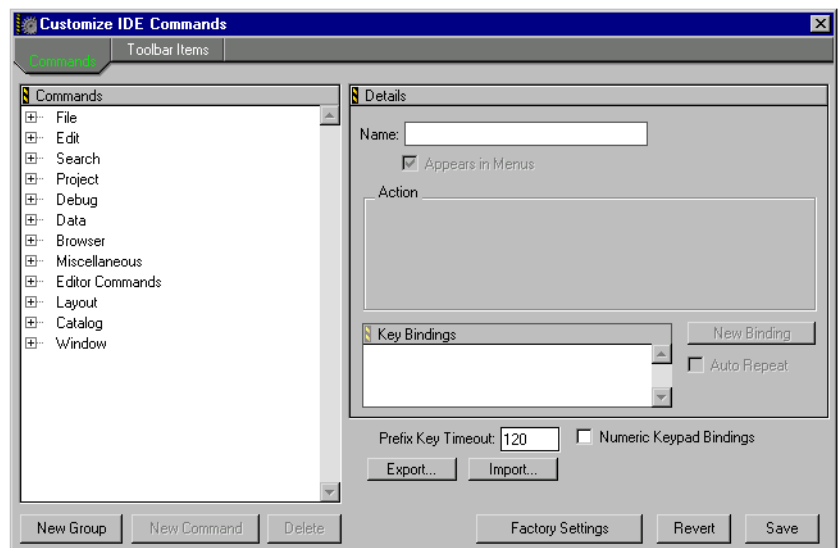 Customize IDE Commands
Commands
Toolbar Items
Commands
File
Edit
Search
Project
Debug
Data
Browser
Miscellaneous
Editor Commands
Layout
Catalog
Window
Details
Name:
Appears in Menus
Action
Key Bindings
New Binding
Auto Repeat
Prefix Key Timeout: 120
Numeric Keypad Bindings
Export... Import...
New Group New Command Delete
Factory Settings Revert Save